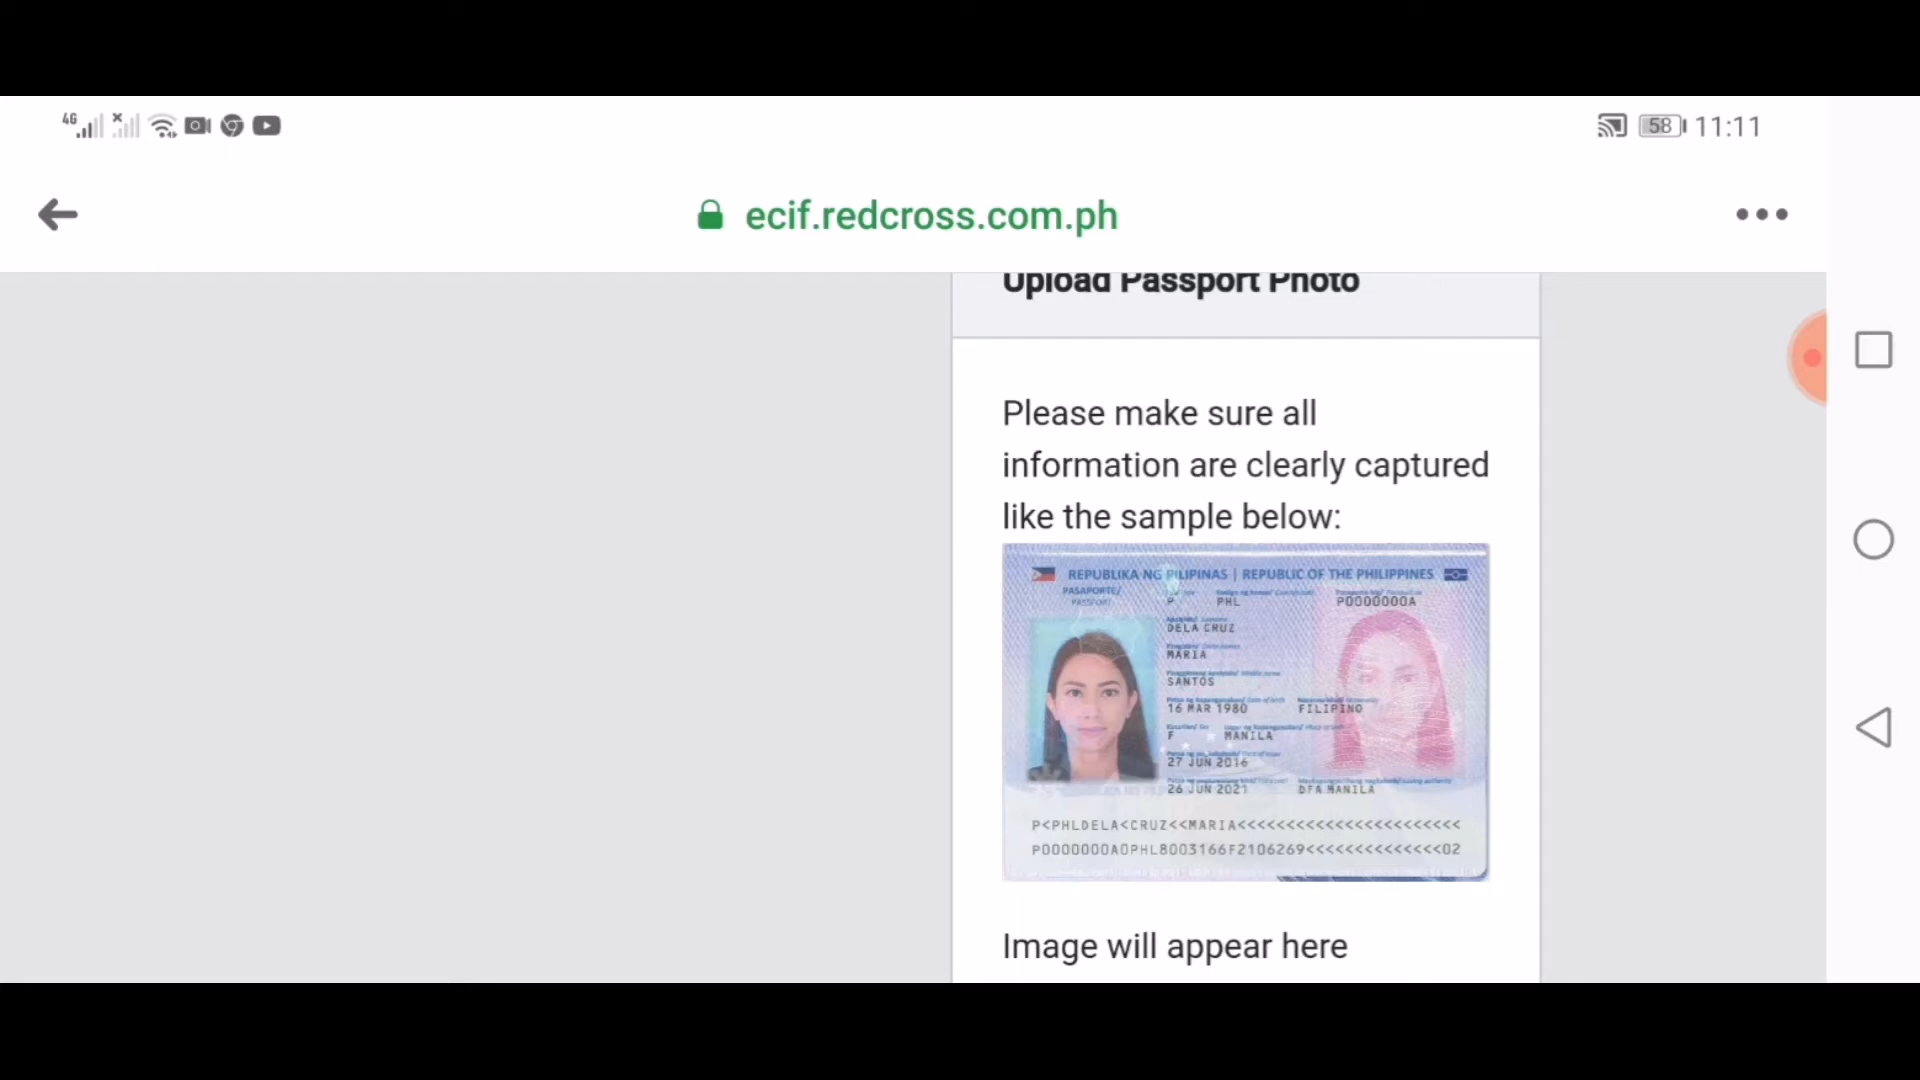 4G
58 11:11
ecif.redcross.com.ph
Upload Passport Photo
Please make sure all
information are clearly captured
like the sample below:
REPUBLIKA NG PILIPINAS | REPUBLIC OF THE PHILIPPINES
PASAPORTE/
PASSPORT
P PHL P0000000A
DELA CRUZ
MARIA
SANTOS
16 MAR 1980 FILIPINO
F MANILA
27 JUN 2016
26 JUN 2021 DFA MANILA
P<PHLDELA<CRUZ<<MARIA<<<<<<<<<<<<<<<<<<<<<<<<
P0000000A0PHL8003166F2106269<<<<<<<<<<<<<<02
Image will appear here